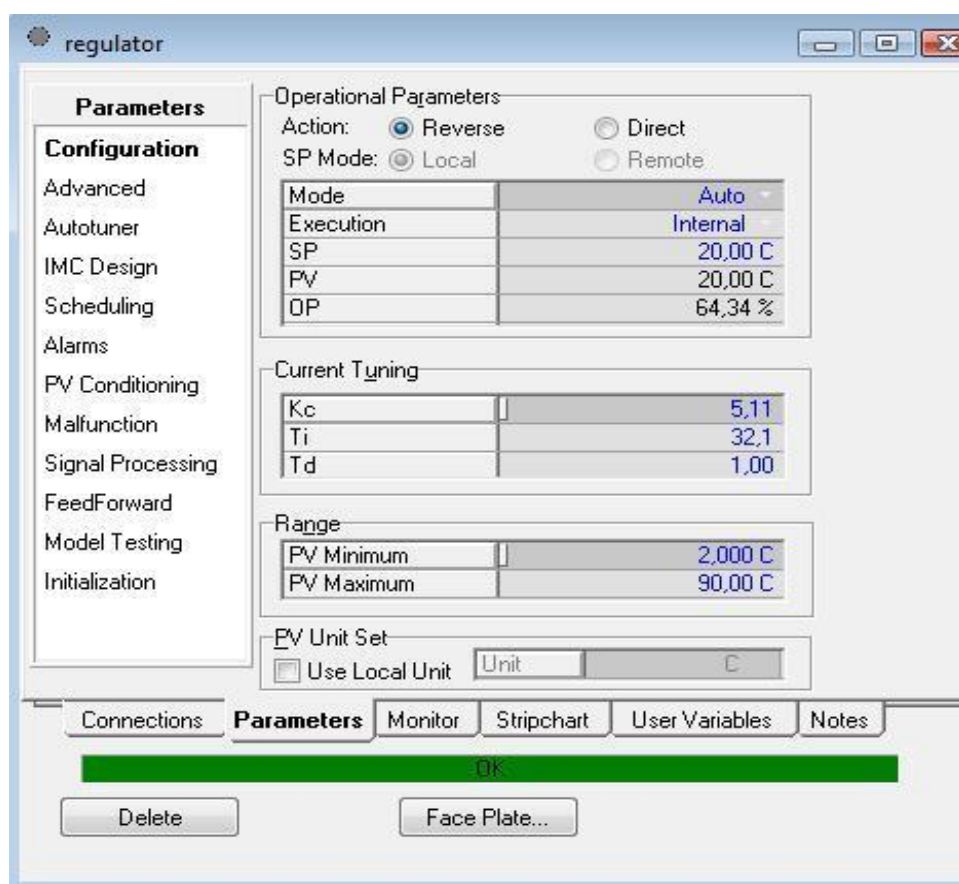 regulator
Parameters
Configuration
Advanced
Autotuner
IMC Design
Scheduling
Alarms
PV Conditioning
Malfunction
Signal Processing
FeedForward
Model Testing
Initialization
Operational Parameters
Action: Reverse Direct
SP Mode: Local Remote
Mode Auto
Execution Internal
SP 20,00 C
PV 20,00 C
OP 64,34 %
Current Tuning
Kc 5,11
Ti 32,1
Td 1,00
Range
PV Minimum 2,000 C
PV Maximum 90,00 C
PV Unit Set
Use Local Unit Unit C
Connections Parameters Monitor Stripchart User Variables Notes
OK
Delete Face Plate...